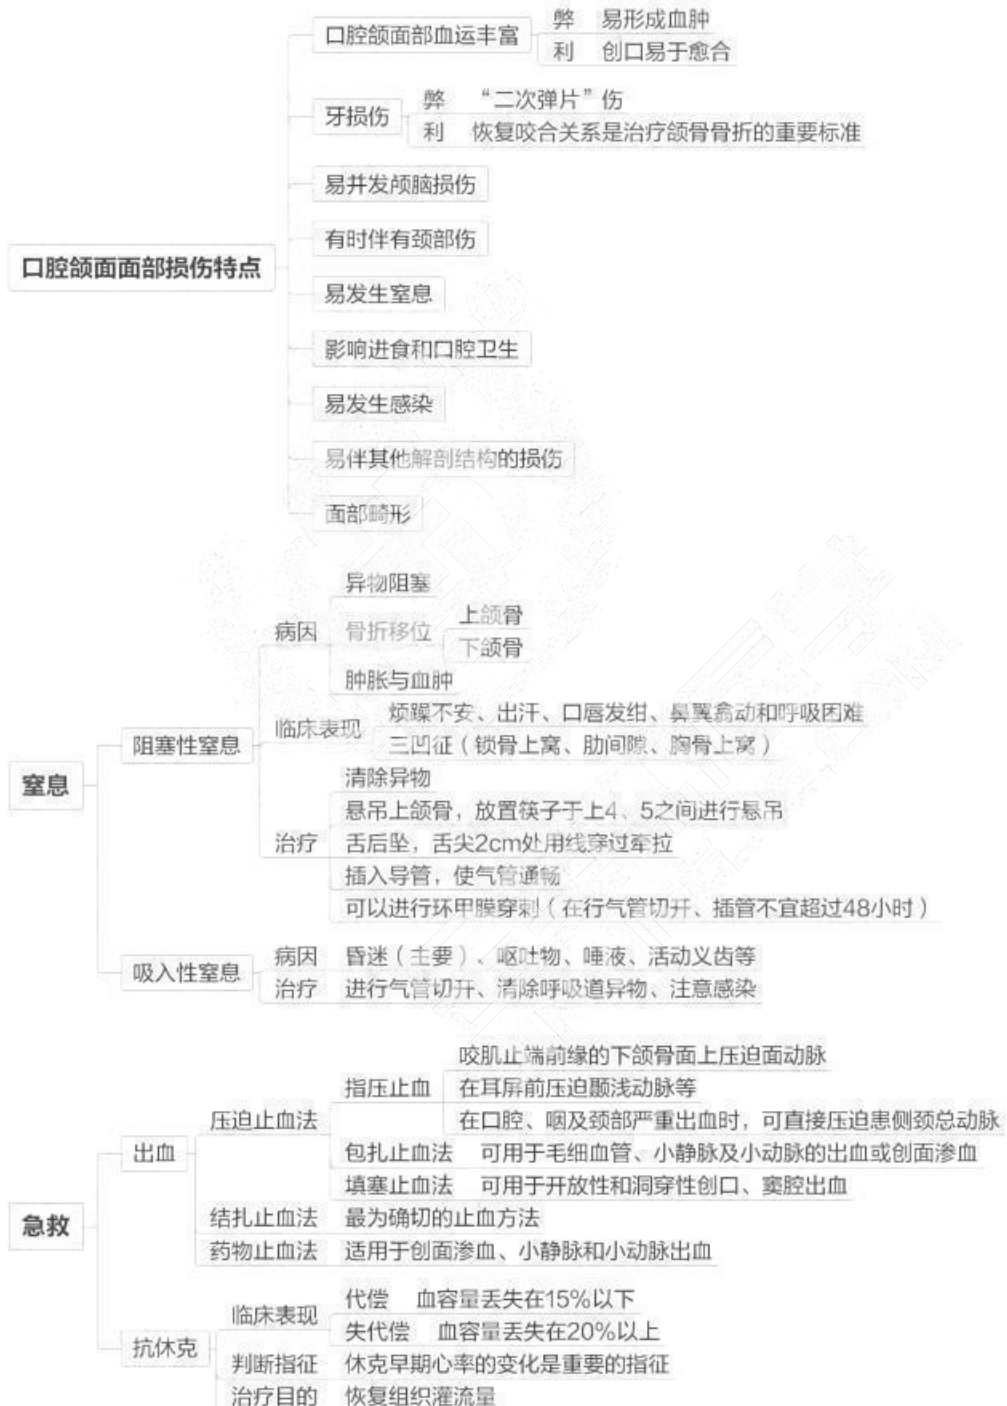 口腔颌面部血运丰富
弊 易形成血肿
利 创口易于愈合
牙损伤
弊 “二次弹片”伤
利 恢复咬合关系是治疗颌骨骨折的重要标准
易并发颅脑损伤
有时伴有颈部伤
口腔颌面面部损伤特点
易发生窒息
影响进食和口腔卫生
易发生感染
易伴其他解剖结构的损伤
面部畸形
窒息
阻塞性窒息
病因
异物阻塞
骨折移位
上颌骨
下颌骨
肿胀与血肿
临床表现
烦躁不安、出汗、口唇发绀、鼻翼翕动和呼吸困难
三凹征（锁骨上窝、肋间隙、胸骨上窝）
治疗
清除异物
悬吊上颌骨，放置筷子于上4、5之间进行悬吊
舌后坠，舌尖2cm处用线穿过牵拉
插入导管，使气管通畅
可以进行环甲膜穿刺（在行气管切开、插管不宜超过48小时）
吸入性窒息
病因 昏迷（主要）、呕吐物、唾液、活动义齿等
治疗 进行气管切开、清除呼吸道异物、注意感染
急救
出血
压迫止血法
指压止血
咬肌止端前缘的下颌骨面上压迫面动脉
在耳屏前压迫颞浅动脉等
在口腔、咽及颈部严重出血时，可直接压迫患侧颈总动脉
包扎止血法 可用于毛细血管、小静脉及小动脉的出血或创面渗血
填塞止血法 可用于开放性和洞穿性创口、窦腔出血
结扎止血法 最为确切的止血方法
药物止血法 适用于创面渗血、小静脉和小动脉出血
抗休克
临床表现
代偿 血容量丢失在15%以下
失代偿 血容量丢失在20%以上
判断指征 休克早期心率的变化是重要的指征
治疗目的 恢复组织灌流量